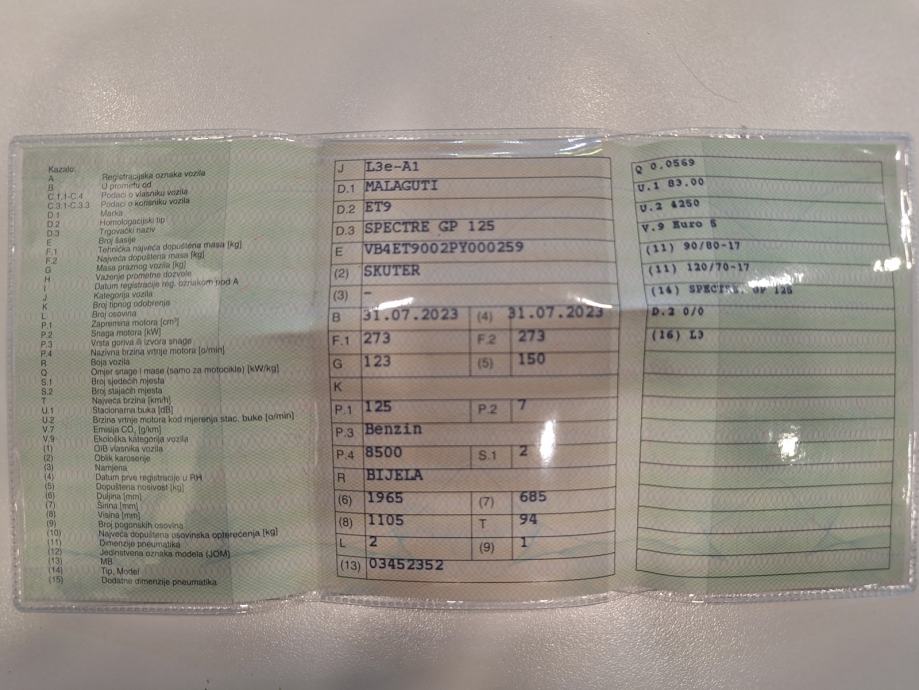 Kazalo:
A Registracijska oznaka vozila
B U prometu od
C.1.1-C.4 Podaci o vlasniku vozila
C.3.1-C.3.3 Podaci o korisniku vozila
D.1 Marka
D.2 Homologacijski tip
D.3 Trgovački naziv
E Broj šasije
F.1 Tehnička najveća dopuštena masa [kg]
F.2 Najveća dopuštena masa [kg]
G Masa praznog vozila [kg]
H Važenje prometne dozvole
I Datum registracije reg. oznakom pod A
J Kategorija vozila
K Broj tipnog odobrenja
L Broj osovina
P.1 Zapremina motora [cm³]
P.2 Snaga motora [kW]
P.3 Vrsta goriva ili izvora snage
P.4 Nazivna brzina vrtnje motora [o/min]
R Boja vozila
Q Omjer snage i mase (samo za motocikle) [kW/kg]
S.1 Broj sjedećih mjesta
S.2 Broj stajaćih mjesta
T Najveća brzina [km/h]
U.1 Stacionarna buka [dB]
U.2 Brzina vrtnje motora kod mjerenja stac. buke [o/min]
V.7 Emisija CO₂ [g/km]
V.9 Ekološka kategorija vozila
(1) OIB vlasnika vozila
(2) Oblik karoserije
(3) Namjena
(4) Datum prve registracije u RH
(5) Dopuštena nosivost [kg]
(6) Duljina [mm]
(7) Širina [mm]
(8) Visina [mm]
(9) Broj pogonskih osovina
(10) Najveća dopuštena osovinska opterećenja [kg]
(11) Dimenzije pneumatika
(12) Jedinstvena oznaka modela (JOM)
(13) MB
(14) Tip, Model
(15) Dodatne dimenzije pneumatika
J L3e-A1
D.1 MALAGUTI
D.2 ET9
D.3 SPECTRE GP 125
E VB4ET9002PY000259
(2) SKUTER
(3) -
B 31.07.2023 (4) 31.07.2023
F.1 273 F.2 273
G 123 (5) 150
K
P.1 125 P.2 7
P.3 Benzin
P.4 8500 S.1 2
R BIJELA
(6) 1965 (7) 685
(8) 1105 T 94
L 2 (9) 1
(13) 03452352
Q 0.0569
U.1 83.00
U.2 4250
V.9 Euro 5
(11) 90/80-17
(11) 120/70-17
(14) SPECTRE GP 125
D.2 0/0
(16) L3